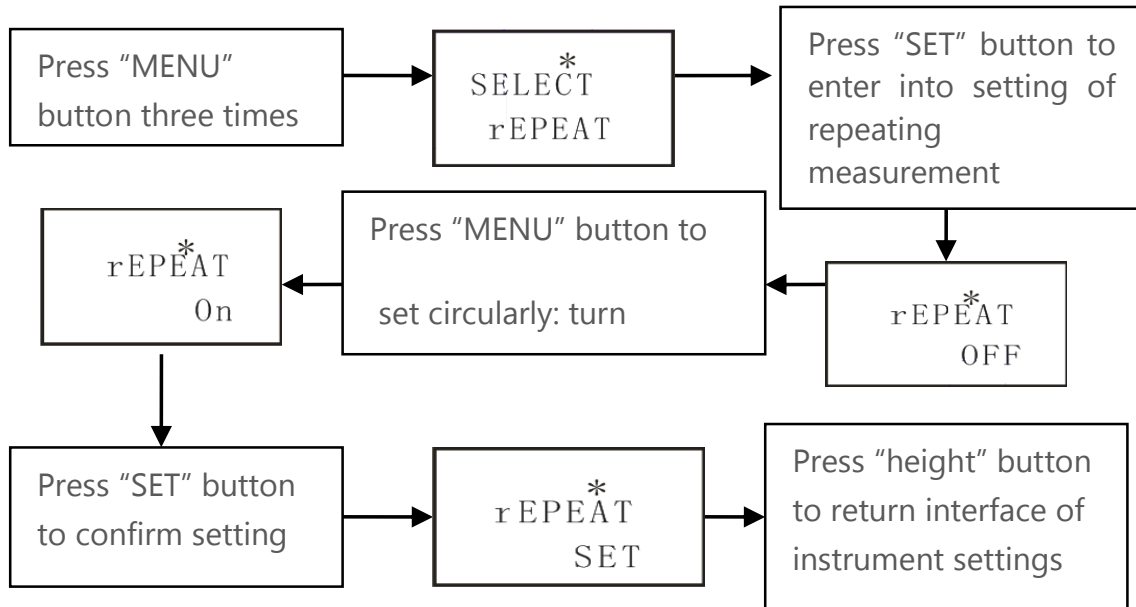 Press “MENU”
button three times
*
SELECT
rEPEAT
Press “SET” button to
enter into setting of
repeating
measurement
*
rEPEAT
OFF
Press “MENU” button to
set circularly: turn
*
rEPEAT
On
Press “SET” button
to confirm setting
*
rEPEAT
SET
Press “height” button
to return interface of
instrument settings